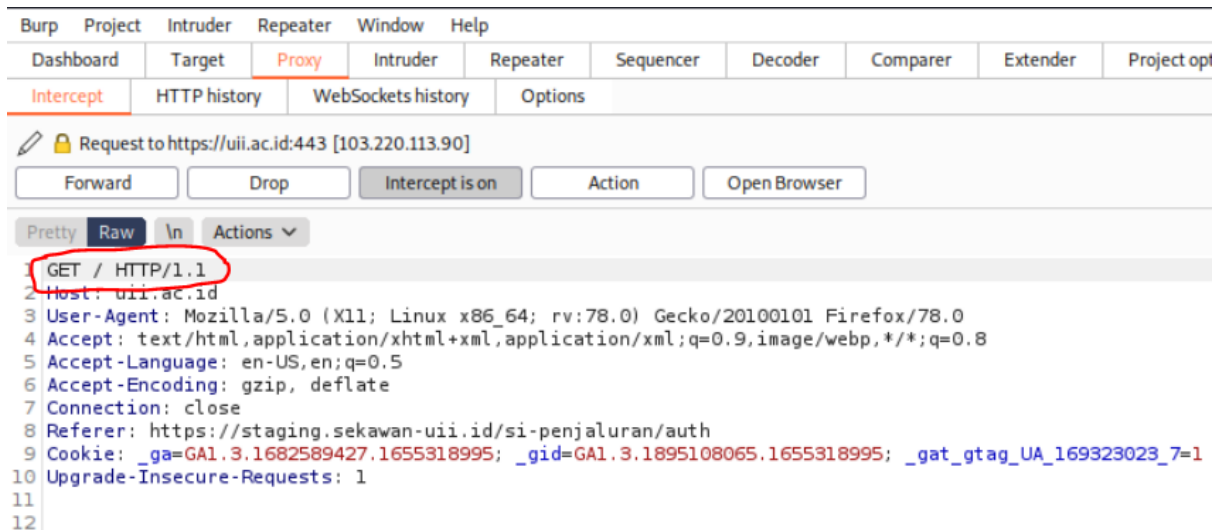 Burp Project Intruder Repeater Window Help
Dashboard Target Proxy Intruder Repeater Sequencer Decoder Comparer Extender Project opt
Intercept HTTP history WebSockets history Options
Request to https://uii.ac.id:443 [103.220.113.90]
Forward Drop Intercept is on Action Open Browser
Pretty Raw \n Actions
1 GET / HTTP/1.1
2 Host: uii.ac.id
3 User-Agent: Mozilla/5.0 (X11; Linux x86_64; rv:78.0) Gecko/20100101 Firefox/78.0
4 Accept: text/html,application/xhtml+xml,application/xml;q=0.9,image/webp,*/*;q=0.8
5 Accept-Language: en-US,en;q=0.5
6 Accept-Encoding: gzip, deflate
7 Connection: close
8 Referer: https://staging.sekawan-uii.id/si-penjaluran/auth
9 Cookie: _ga=GA1.3.1682589427.1655318995; _gid=GA1.3.1895108065.1655318995; _gat_gtag_UA_169323023_7=1
10 Upgrade-Insecure-Requests: 1
11
12